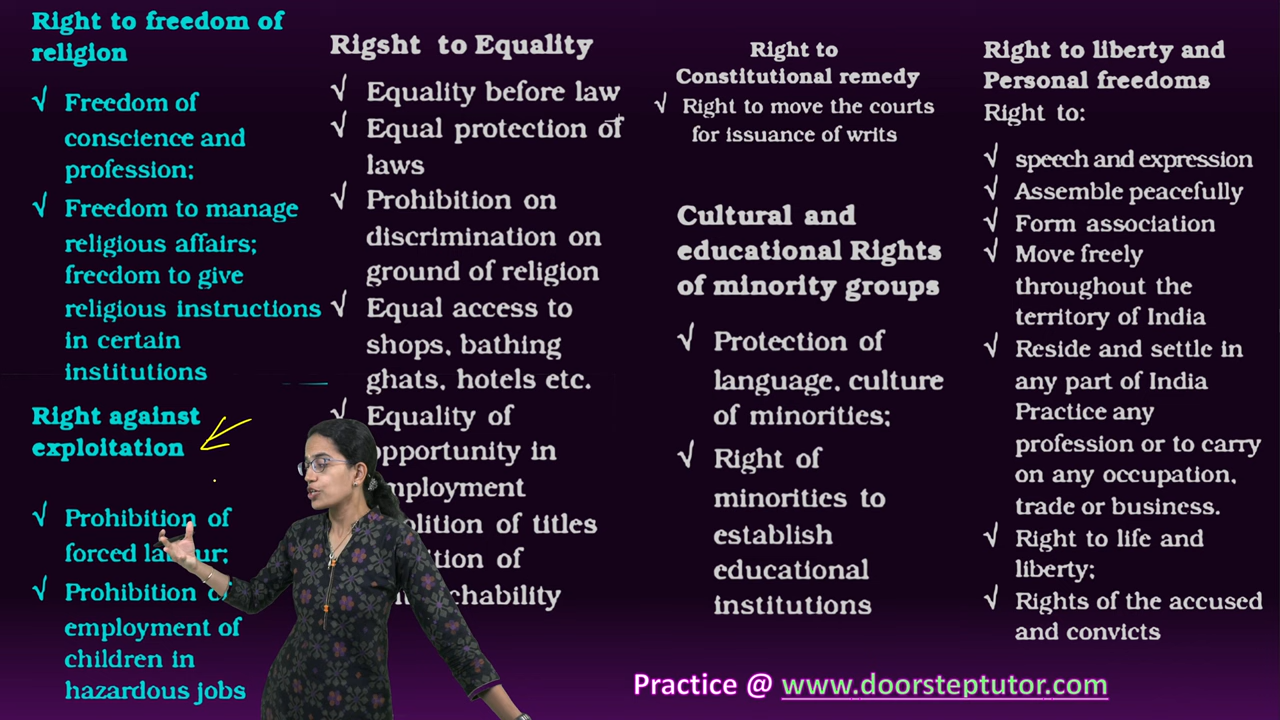 Right to freedom of
religion
√ Freedom of
conscience and
profession;
√ Freedom to manage
religious affairs;
freedom to give
religious instructions
in certain
institutions
Right against
exploitation
√ Prohibition of
forced
√ Prohibition of
employment of
children in
hazardous jobs
Rigsht to Equality
√ Equality before law
√ Equal protection of
laws
√ Prohibition on
discrimination on
ground of religion
√ Equal access to
shops, bathing
ghats, hotels etc.
√ Equality of
opportunity in
employment
of titles
of
Right to
Constitutional remedy
√ Right to move the courts
for issuance of writs
Cultural and
educational Rights
of minority groups
√ Protection of
language, culture
of minorities;
√ Right of
minorities to
establish
educational
institutions
Right to liberty and
Personal freedoms
Right to:
√ speech and expression
√ Assemble peacefully
√ Form association
√ Move freely
throughout the
territory of India
√ Reside and settle in
any part of India
Practice any
profession or to carry
on any occupation,
trade or business.
√ Right to life and
liberty;
√ Rights of the accused
and convicts
Practice @ www.doorsteptutor.com